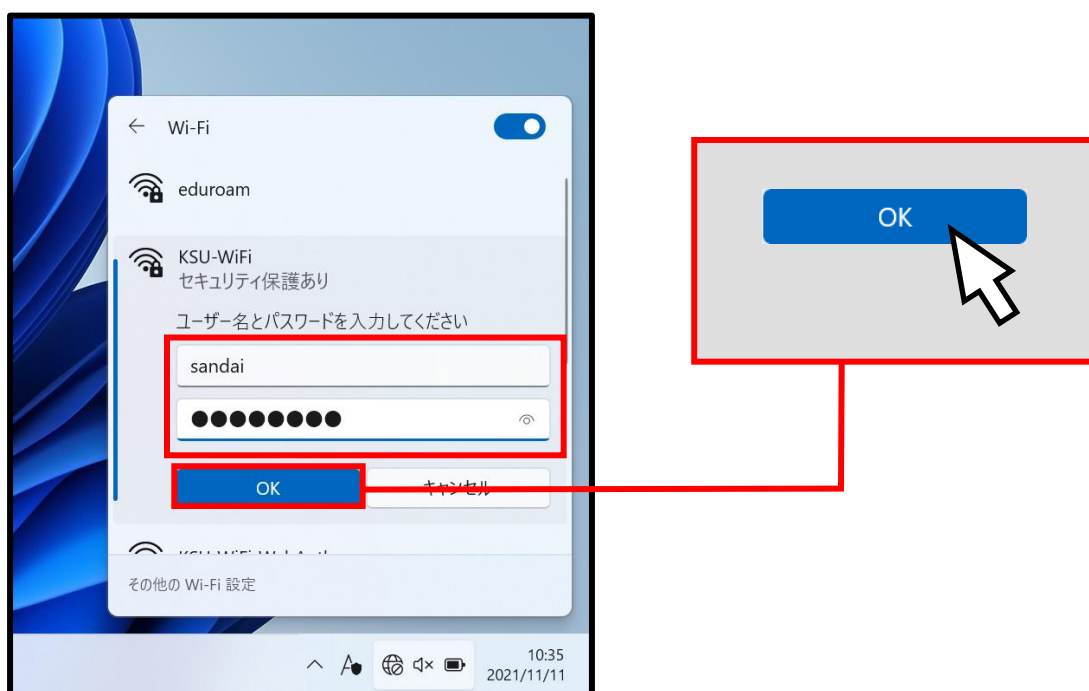 Wi-Fi
eduroam
KSU-WiFi
セキュリティ保護あり
ユーザー名とパスワードを入力してください
sandai
●●●●●●●●
OK
キャンセル
その他の Wi-Fi 設定
10:35
2021/11/11
OK